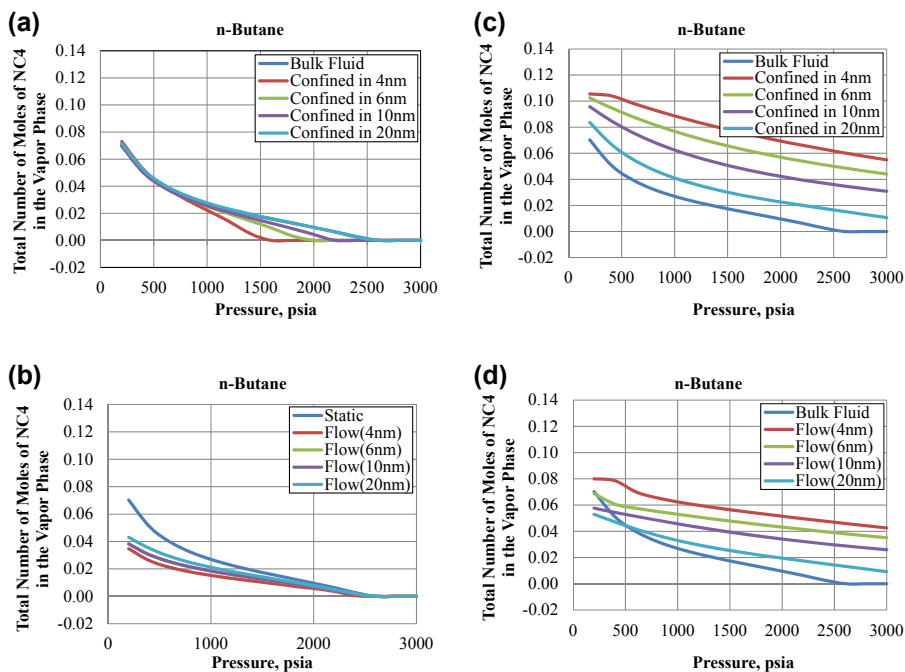 (a)
n-Butane
Total Number of Moles of NC4
in the Vapor Phase
0.14
0.12
0.10
0.08
0.06
0.04
0.02
0.00
-0.02
Bulk Fluid
Confined in 4nm
Confined in 6nm
Confined in 10nm
Confined in 20nm
0 500 1000 1500 2000 2500 3000
Pressure, psia
(c)
n-Butane
Total Number of Moles of NC4
in the Vapor Phase
0.14
0.12
0.10
0.08
0.06
0.04
0.02
0.00
-0.02
Bulk Fluid
Confined in 4nm
Confined in 6nm
Confined in 10nm
Confined in 20nm
0 500 1000 1500 2000 2500 3000
Pressure, psia
(b)
n-Butane
Total Number of Moles of NC4
in the Vapor Phase
0.14
0.12
0.10
0.08
0.06
0.04
0.02
0.00
-0.02
Static
Flow(4nm)
Flow(6nm)
Flow(10nm)
Flow(20nm)
0 1000 2000 3000
Pressure, psia
(d)
n-Butane
Total Number of Moles of NC4
in the Vapor Phase
0.14
0.12
0.10
0.08
0.06
0.04
0.02
0.00
-0.02
Bulk Fluid
Flow(4nm)
Flow(6nm)
Flow(10nm)
Flow(20nm)
0 500 1000 1500 2000 2500 3000
Pressure, psia